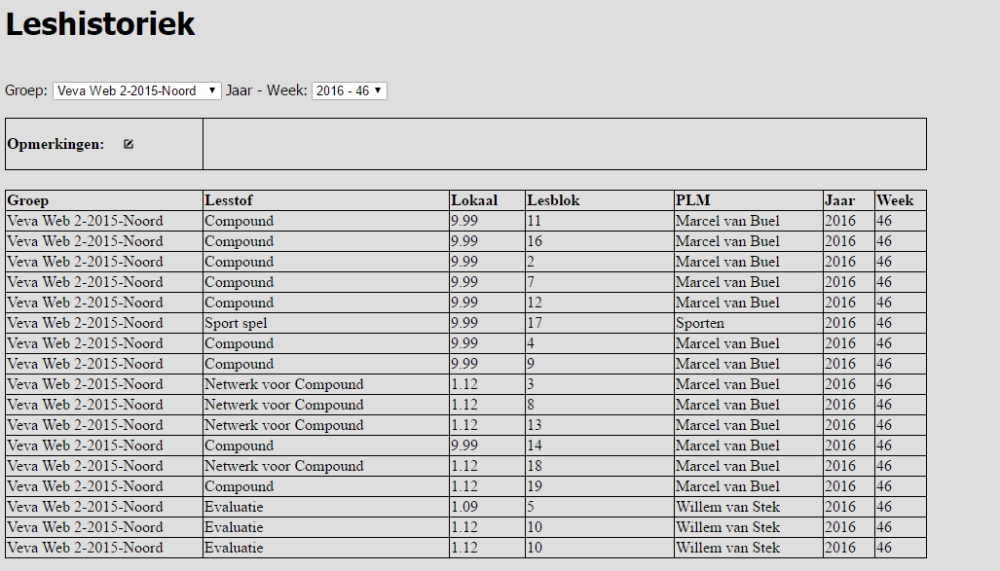 Leshistoriek
Groep: Veva Web 2-2015-Noord Jaar - Week: 2016 - 46
Opmerkingen:
Groep Lesstof Lokaal Lesblok PLM Jaar Week
Veva Web 2-2015-Noord Compound 9.99 11 Marcel van Buel 2016 46
Veva Web 2-2015-Noord Compound 9.99 16 Marcel van Buel 2016 46
Veva Web 2-2015-Noord Compound 9.99 2 Marcel van Buel 2016 46
Veva Web 2-2015-Noord Compound 9.99 7 Marcel van Buel 2016 46
Veva Web 2-2015-Noord Compound 9.99 12 Marcel van Buel 2016 46
Veva Web 2-2015-Noord Sport spel 9.99 17 Sporten 2016 46
Veva Web 2-2015-Noord Compound 9.99 4 Marcel van Buel 2016 46
Veva Web 2-2015-Noord Compound 9.99 9 Marcel van Buel 2016 46
Veva Web 2-2015-Noord Netwerk voor Compound 1.12 3 Marcel van Buel 2016 46
Veva Web 2-2015-Noord Netwerk voor Compound 1.12 8 Marcel van Buel 2016 46
Veva Web 2-2015-Noord Netwerk voor Compound 1.12 13 Marcel van Buel 2016 46
Veva Web 2-2015-Noord Compound 9.99 14 Marcel van Buel 2016 46
Veva Web 2-2015-Noord Netwerk voor Compound 1.12 18 Marcel van Buel 2016 46
Veva Web 2-2015-Noord Compound 1.12 19 Marcel van Buel 2016 46
Veva Web 2-2015-Noord Evaluatie 1.09 5 Willem van Stek 2016 46
Veva Web 2-2015-Noord Evaluatie 1.12 10 Willem van Stek 2016 46
Veva Web 2-2015-Noord Evaluatie 1.12 10 Willem van Stek 2016 46